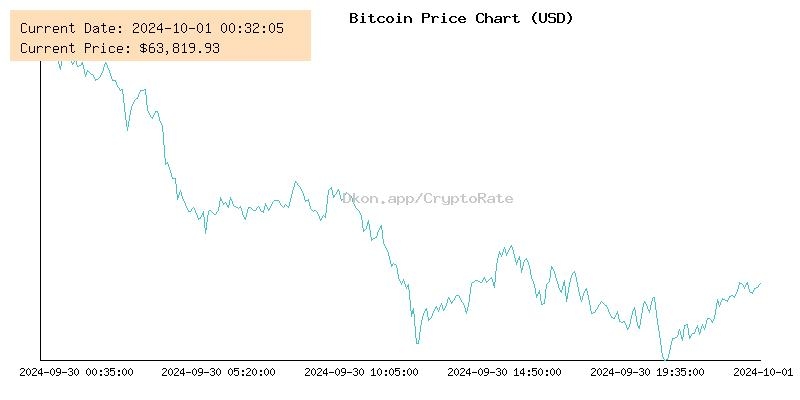 Bitcoin Price Chart (USD)
Current Date: 2024-10-01 00:32:05
Current Price: $63,819.93
Dkon.app/CryptoRate
2024-09-30 00:35:00 2024-09-30 05:20:00 2024-09-30 10:05:00 2024-09-30 14:50:00 2024-09-30 19:35:00 2024-10-01